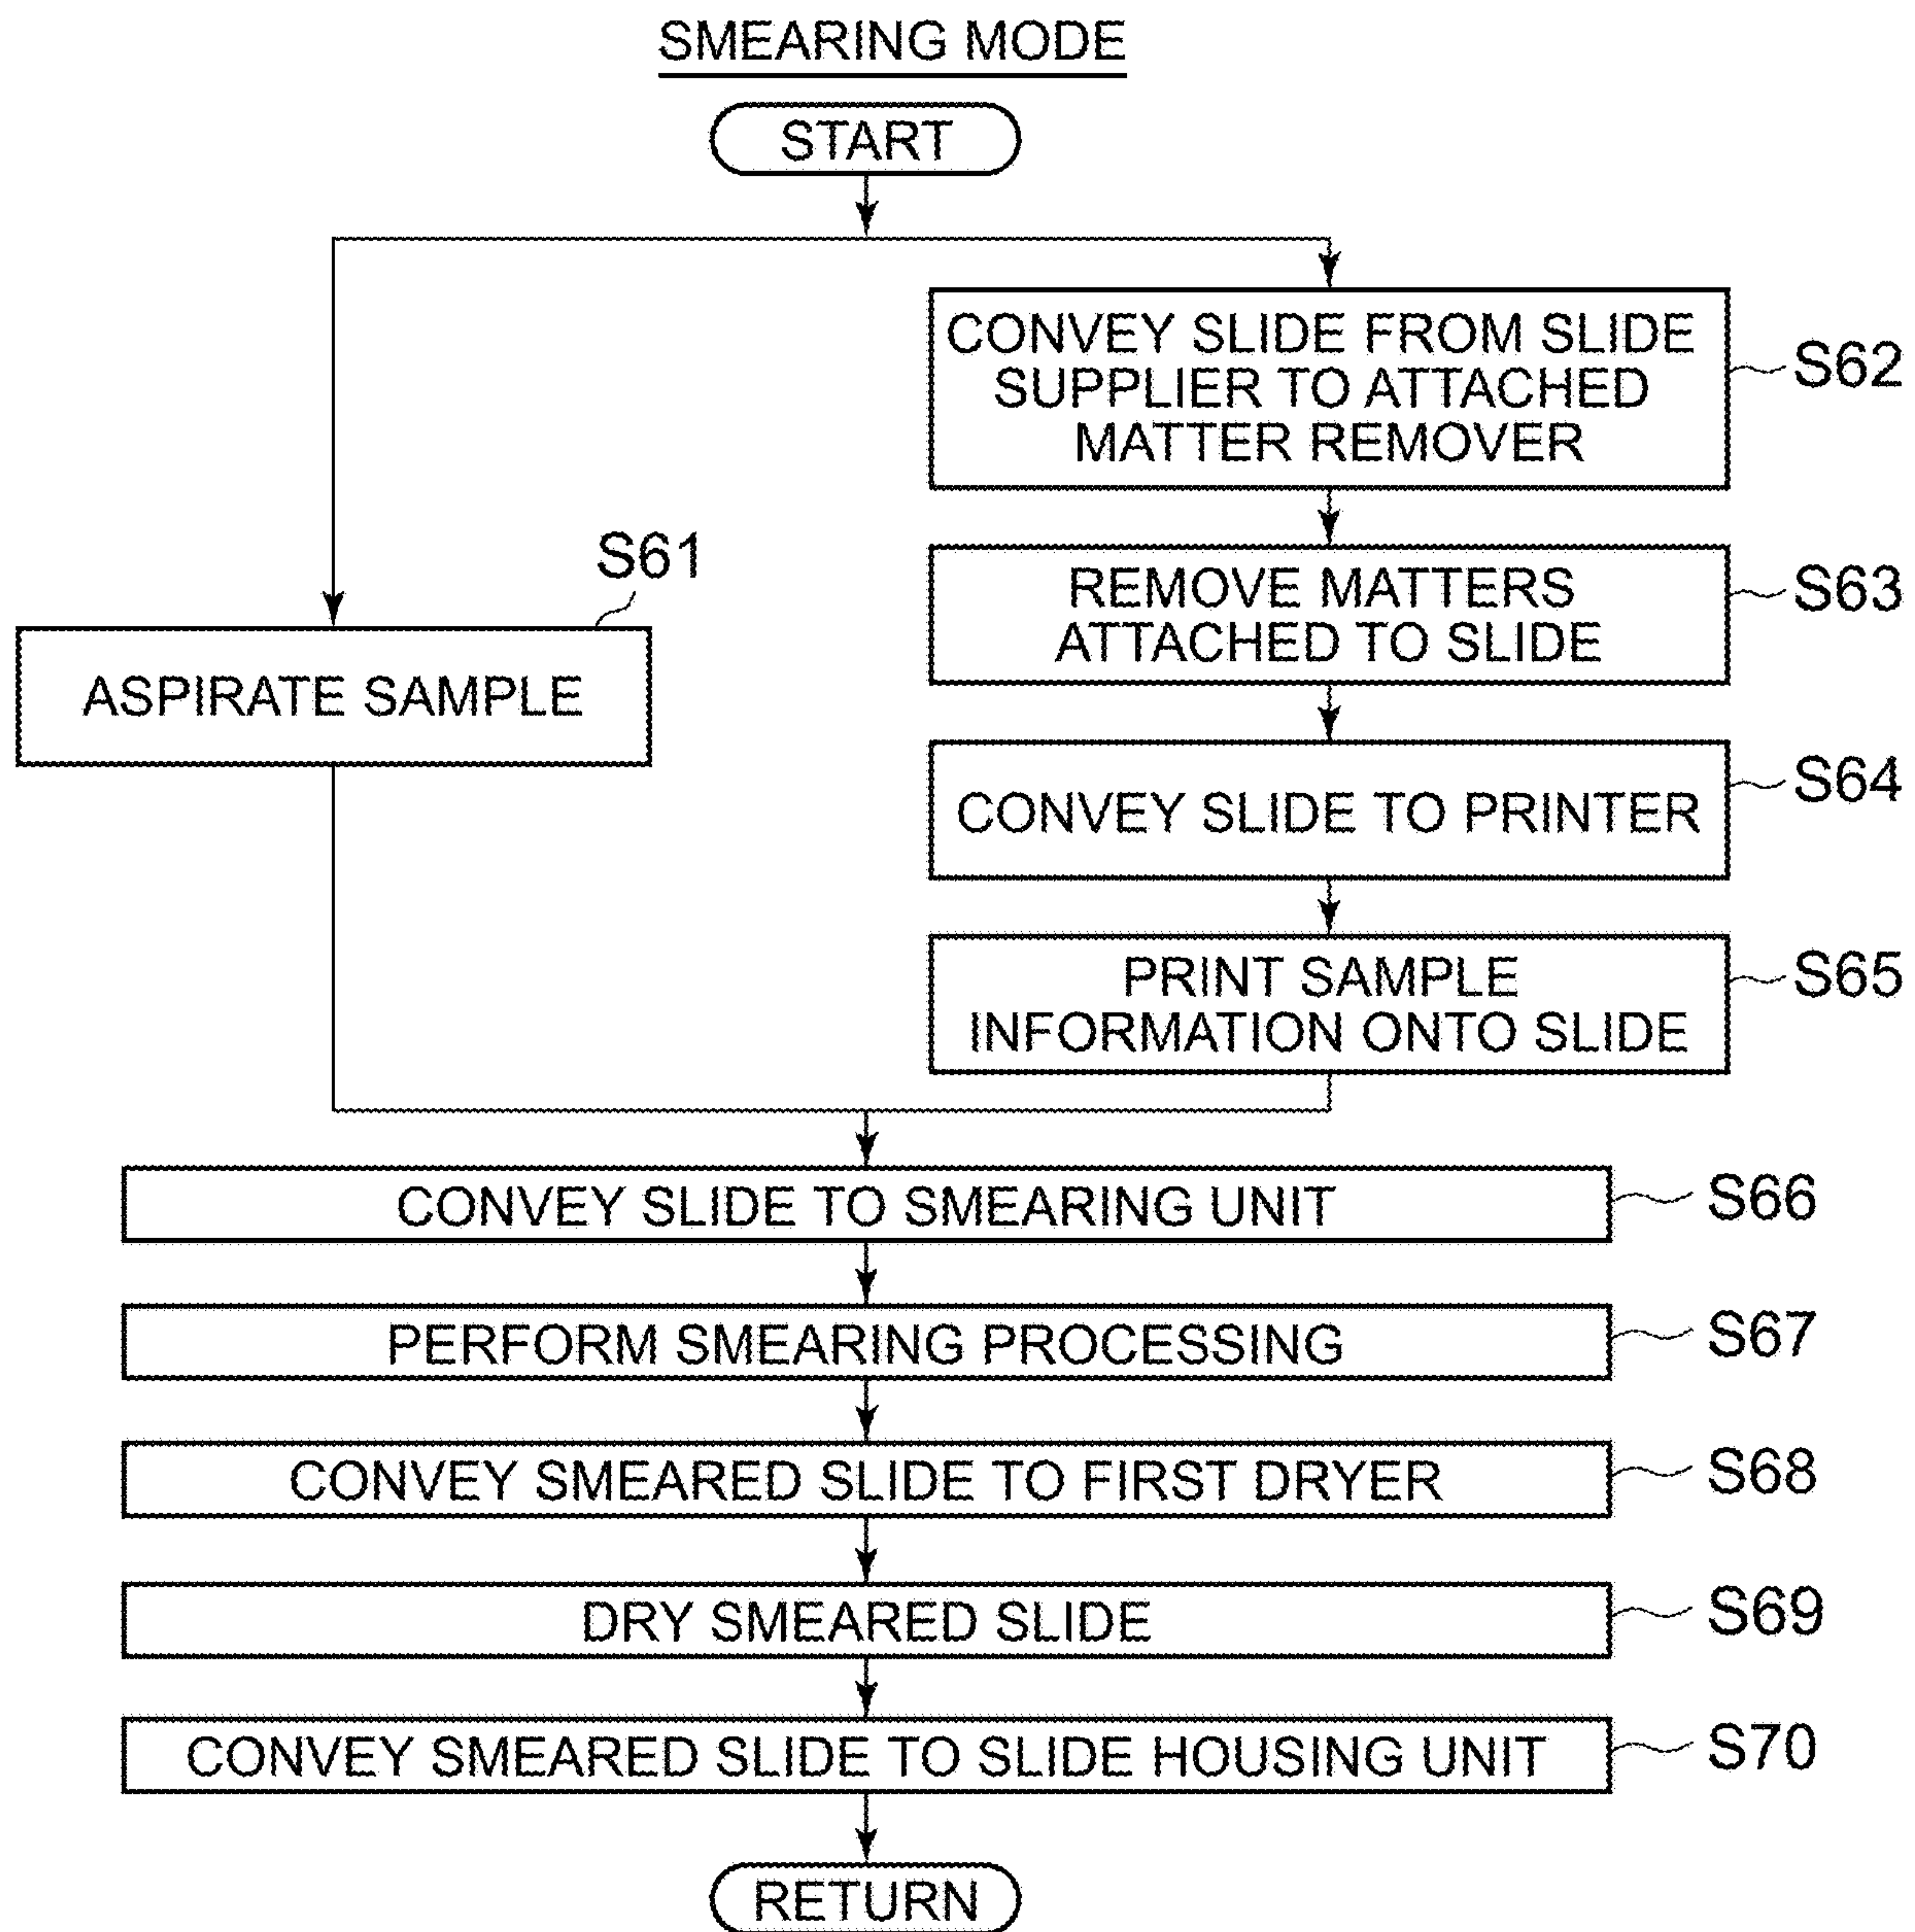 SMEARING MODE
START
CONVEY SLIDE FROM SLIDE
SUPPLIER TO ATTACHED
MATTER REMOVER
S62
S61
ASPIRATE SAMPLE
REMOVE MATTERS
ATTACHED TO SLIDE
S63
CONVEY SLIDE TO PRINTER
S64
PRINT SAMPLE
INFORMATION ONTO SLIDE
S65
CONVEY SLIDE TO SMEARING UNIT
S66
PERFORM SMEARING PROCESSING
S67
CONVEY SMEARED SLIDE TO FIRST DRYER
S68
DRY SMEARED SLIDE
S69
CONVEY SMEARED SLIDE TO SLIDE HOUSING UNIT
S70
RETURN